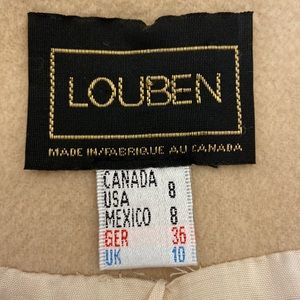 LOUBEN
MADE IN/FABRIQUE AU CANADA
CANADA 8
USA
MEXICO 8
GER 36
UK 10